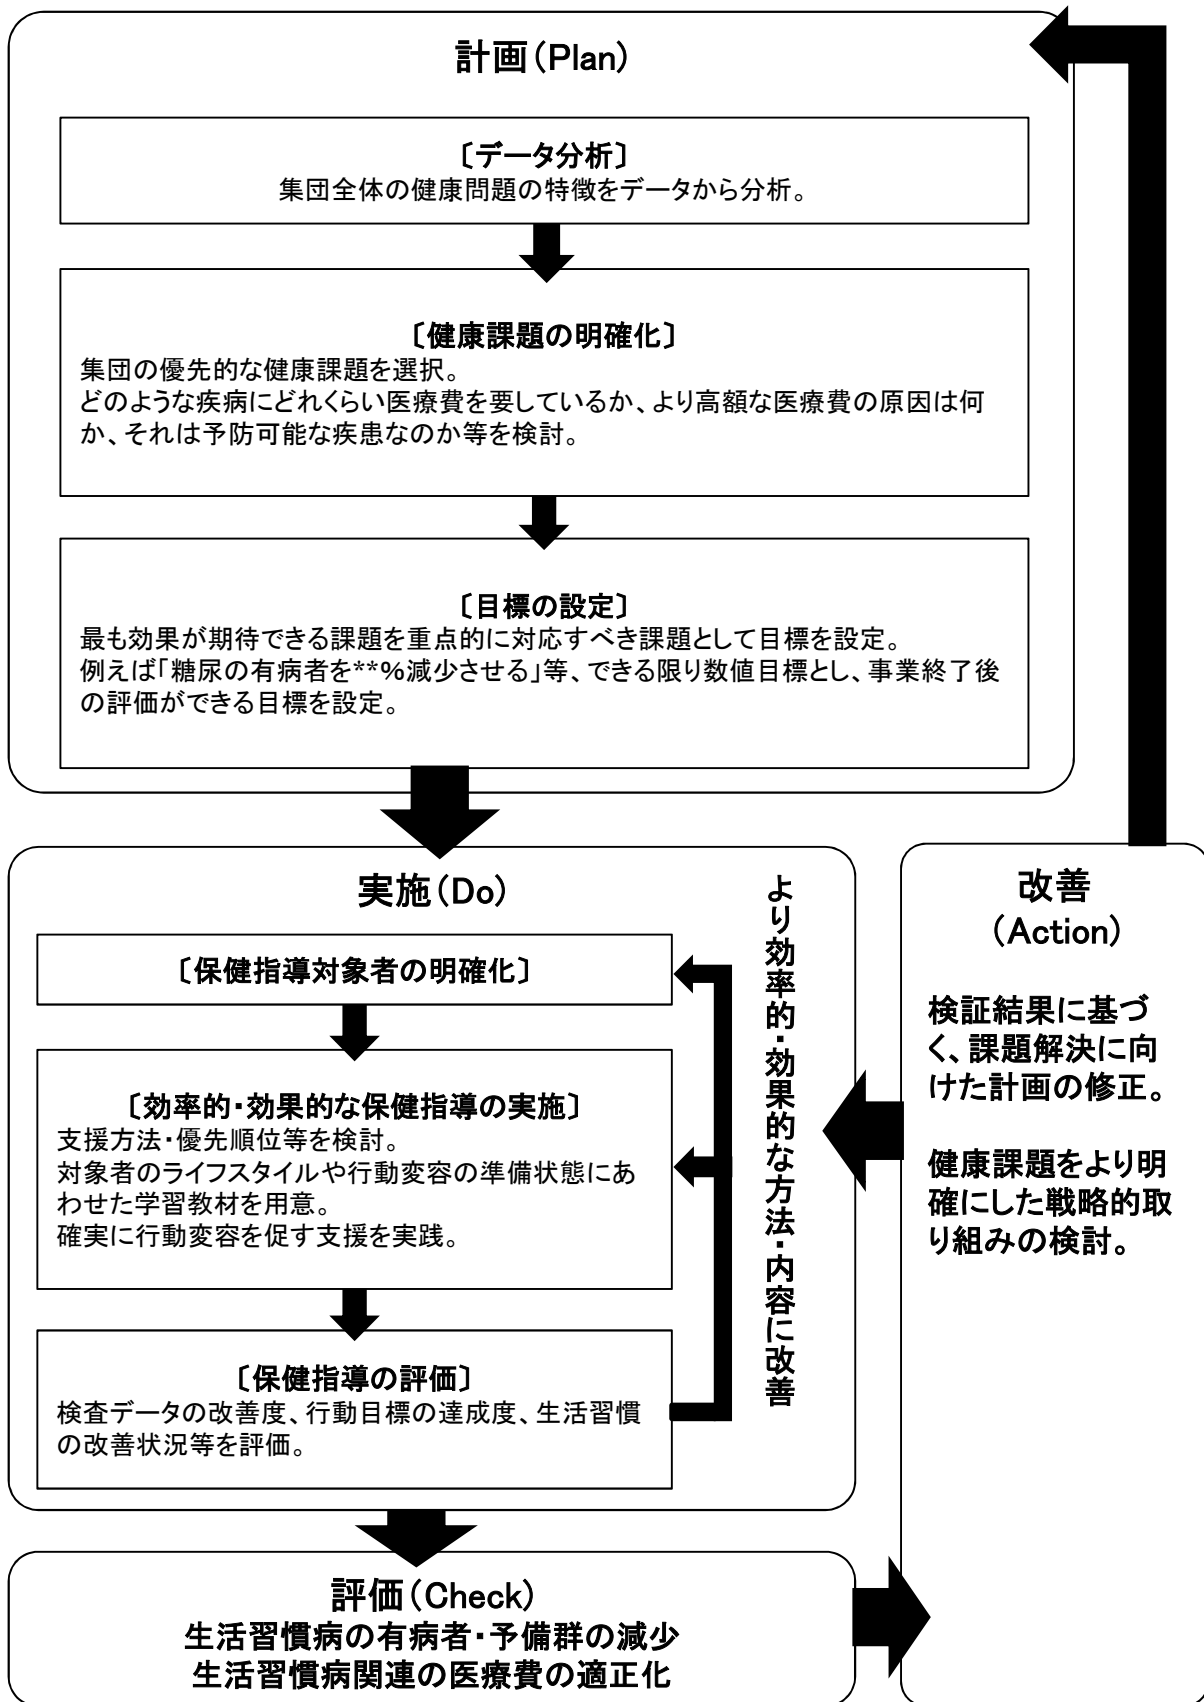 計画(Plan)
〔データ分析〕
集団全体の健康問題の特徴をデータから分析。
〔健康課題の明確化〕
集団の優先的な健康課題を選択。
どのような疾病にどれくらい医療費を要しているか、より高額な医療費の原因は何
か、それは予防可能な疾患なのか等を検討。
〔目標の設定〕
最も効果が期待できる課題を重点的に対応すべき課題として目標を設定。
例えば「糖尿の有病者を**%減少させる」等、できる限り数値目標とし、事業終了後
の評価ができる目標を設定。
実施(Do)
〔保健指導対象者の明確化〕
〔効率的・効果的な保健指導の実施〕
支援方法・優先順位等を検討。
対象者のライフスタイルや行動変容の準備状態にあ
わせた学習教材を用意。
確実に行動変容を促す支援を実践。
〔保健指導の評価〕
検査データの改善度、行動目標の達成度、生活習慣
の改善状況等を評価。
より効率的・効果的な方法・内容に改善
評価(Check)
生活習慣病の有病者・予備群の減少
生活習慣病関連の医療費の適正化
改善
(Action)
検証結果に基づ
く、課題解決に向
けた計画の修正。
健康課題をより明
確にした戦略的取
り組みの検討。